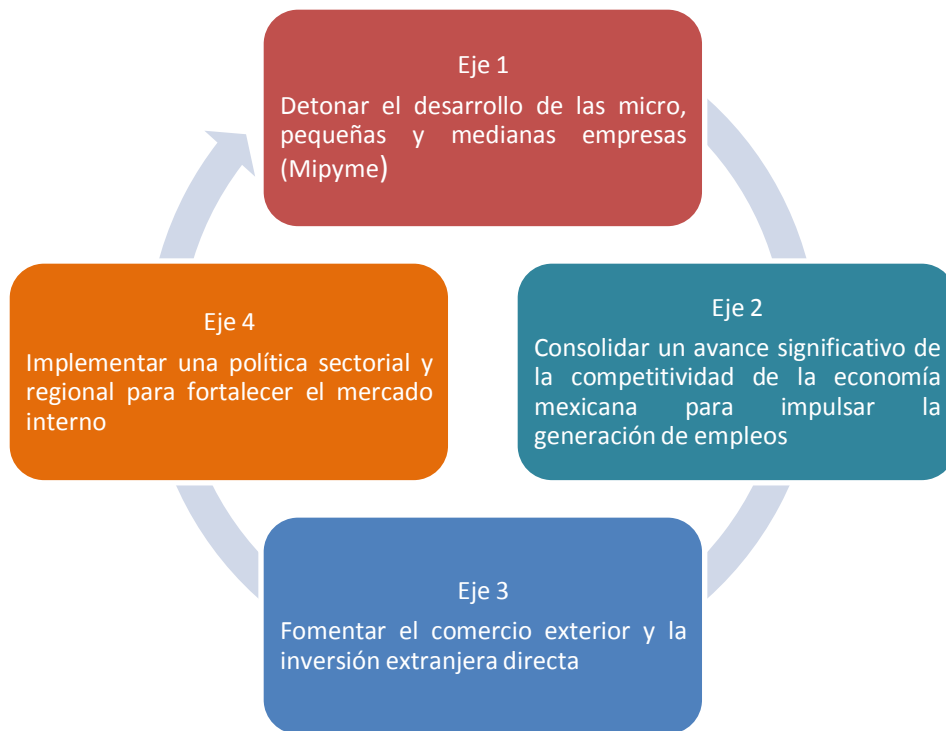 Eje 1
Detonar el desarrollo de las micro,
pequeñas y medianas empresas
(Mipyme)
Eje 2
Consolidar un avance significativo de
la competitividad de la economía
mexicana para impulsar la
generación de empleos
Eje 3
Fomentar el comercio exterior y la
inversión extranjera directa
Eje 4
Implementar una política sectorial y
regional para fortalecer el mercado
interno